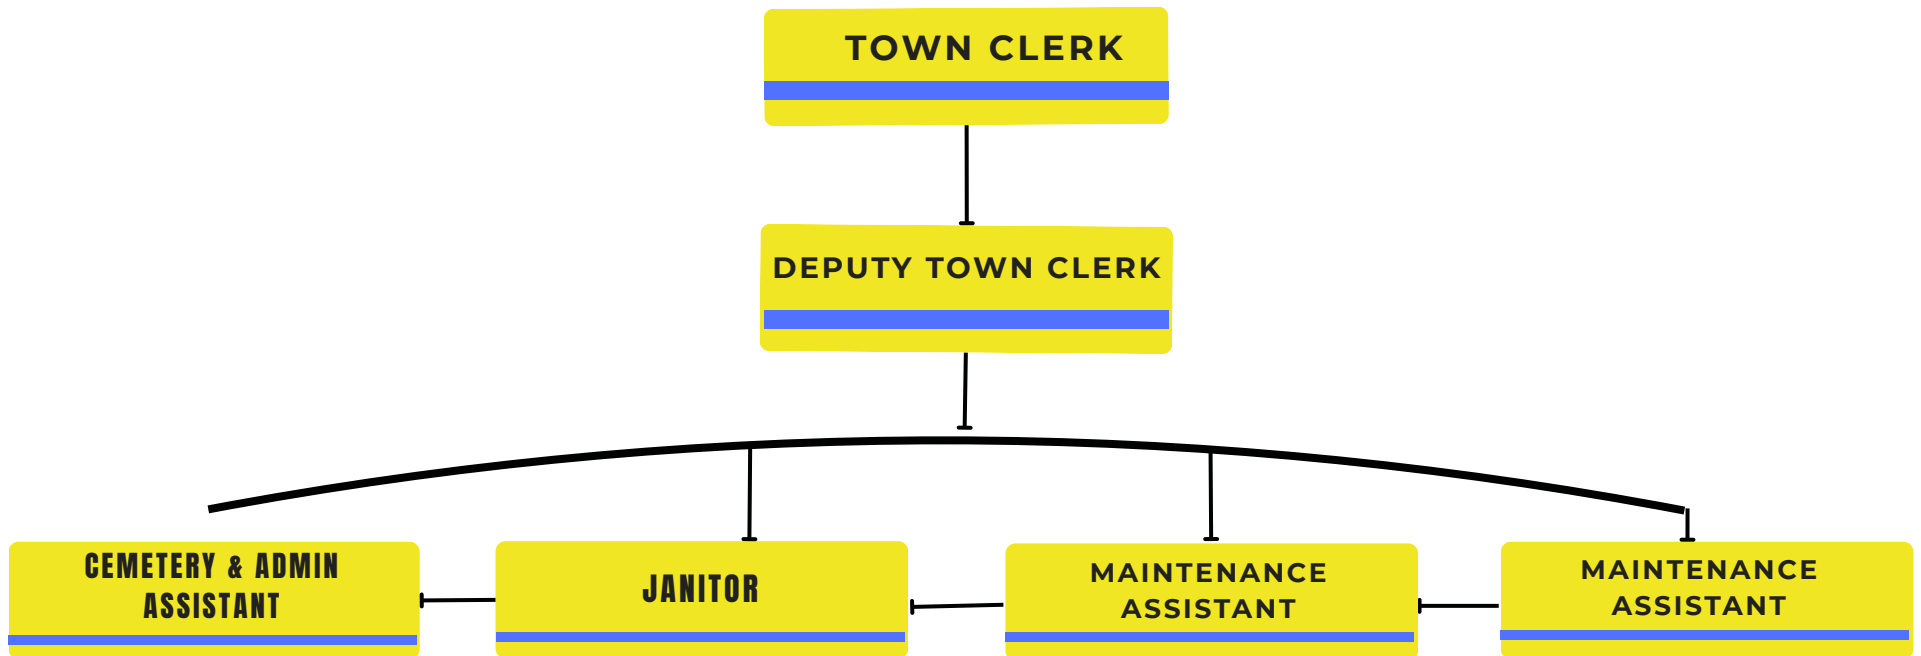 TOWN CLERK
DEPUTY TOWN CLERK
CEMETERY & ADMIN
ASSISTANT
JANITOR
MAINTENANCE
ASSISTANT
MAINTENANCE
ASSISTANT